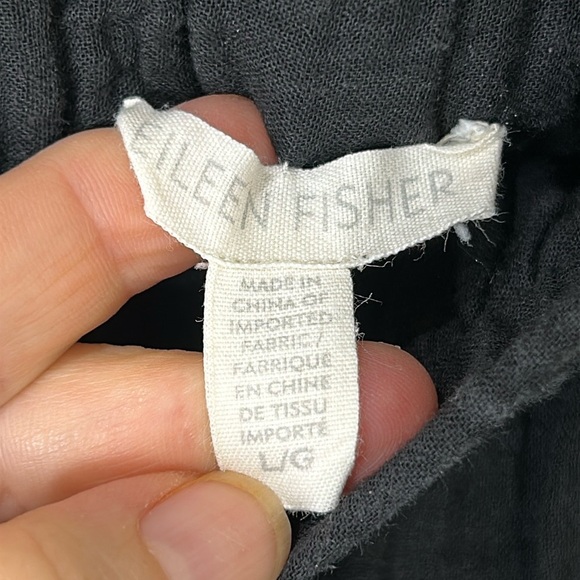 EILEEN FISHER
MADE IN
CHINA OF
IMPORTED
FABRIC/
FABRIQUÉ
EN CHINE
DE TISSU
IMPORTÉ
L/G